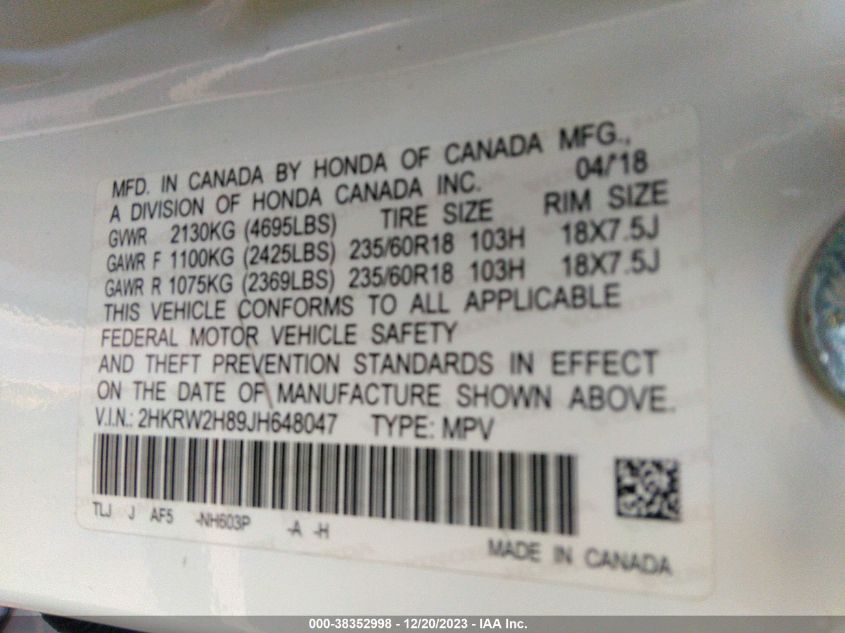 MFD. IN CANADA BY HONDA OF CANADA MFG.,
A DIVISION OF HONDA CANADA INC. 04/18
GVWR 2130KG (4695LBS) TIRE SIZE RIM SIZE
GAWR F 1100KG (2425LBS) 235/60R18 103H 18X7.5J
GAWR R 1075KG (2369LBS) 235/60R18 103H 18X7.5J
THIS VEHICLE CONFORMS TO ALL APPLICABLE
FEDERAL MOTOR VEHICLE SAFETY
AND THEFT PREVENTION STANDARDS IN EFFECT
ON THE DATE OF MANUFACTURE SHOWN ABOVE.
V.I.N.: 2HKRW2H89JH648047 TYPE: MPV
TLJ J AF5 -NH603P -A -H
MADE IN CANADA
000-38352998 - 12/20/2023 - IAA Inc.